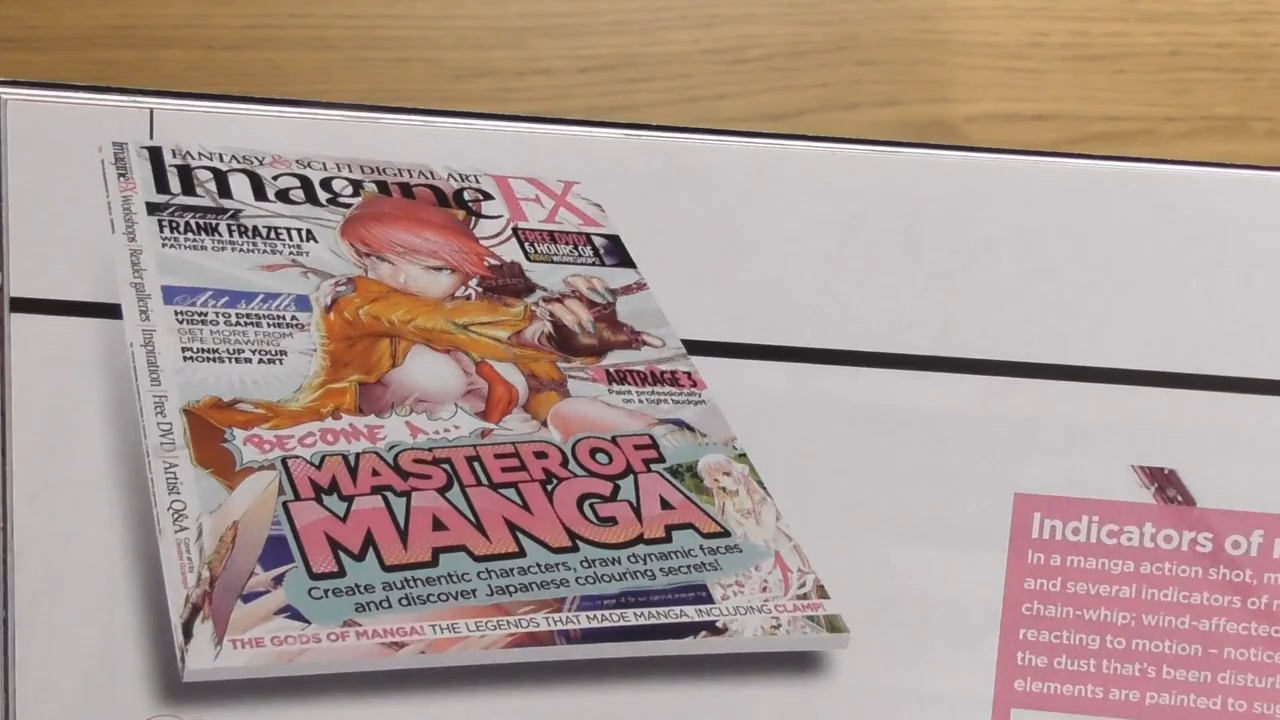 FANTASY & SCI-FI DIGITAL ART
ImagineFX
Legend
FRANK FRAZETTA
WE PAY TRIBUTE TO THE
FATHER OF FANTASY ART
FREE DVD!
6 HOURS OF
VIDEO WORKSHOPS!
Art skills
HOW TO DESIGN A
VIDEO GAME HERO
GET MORE FROM
LIFE DRAWING
PUNK-UP YOUR
MONSTER ART
ARTRAGE 3
Paint professionally
on a tight budget
BECOME A...
MASTER OF
MANGA
Create authentic characters, draw dynamic faces
and discover Japanese colouring secrets!
THE GODS OF MANGA! THE LEGENDS THAT MADE MANGA, INCLUDING CLAMP!
ImagineFX Workshops | Reader galleries | Inspiration | Free DVD | Artist Q&A
Indicators of
In a manga action shot,
and several indicators of
chain-whip; wind-affected
reacting to motion – notice
the dust that's been
elements are painted to